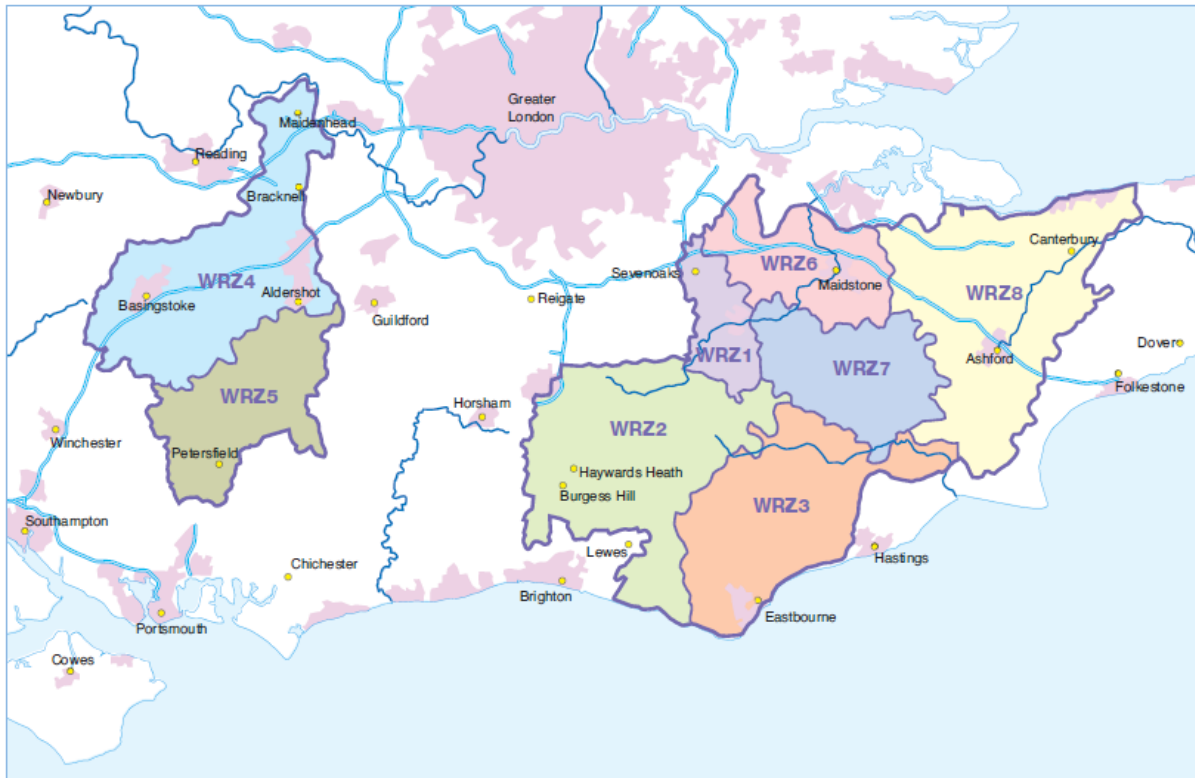 Greater
London
Maidenhead
Reading
Bracknell
Newbury
Canterbury
Sevenoaks
WRZ6
WRZ4
Maidstone
WRZ8
Basingstoke
Aldershot
Reigate
Guildford
Dover
WRZ1
Ashford
WRZ7
Folkestone
WRZ5
Horsham
WRZ2
Winchester
Petersfield
Haywards Heath
Burgess Hill
WRZ3
Southampton
Lewes
Hastings
Chichester
Brighton
Eastbourne
Portsmouth
Cowes